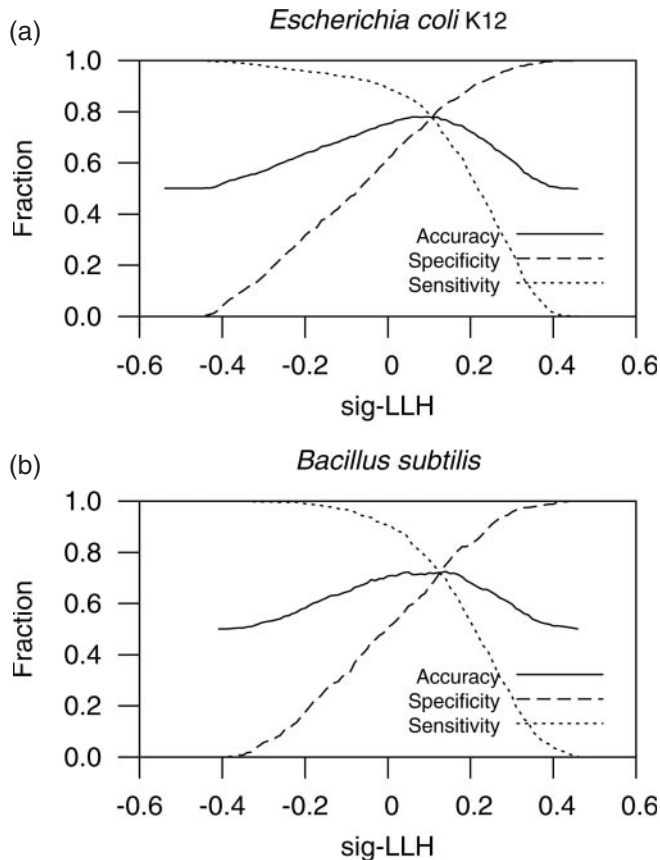 (a)
Escherichia coli K12
1.0
0.8
0.6
0.4
0.2
0.0
Fraction
Accuracy
Specificity
Sensitivity
-0.6 -0.4 -0.2 0 0.2 0.4 0.6
sig-LLH
(b)
Bacillus subtilis
1.0
0.8
0.6
0.4
0.2
0.0
Fraction
Accuracy
Specificity
Sensitivity
-0.6 -0.4 -0.2 0 0.2 0.4 0.6
sig-LLH